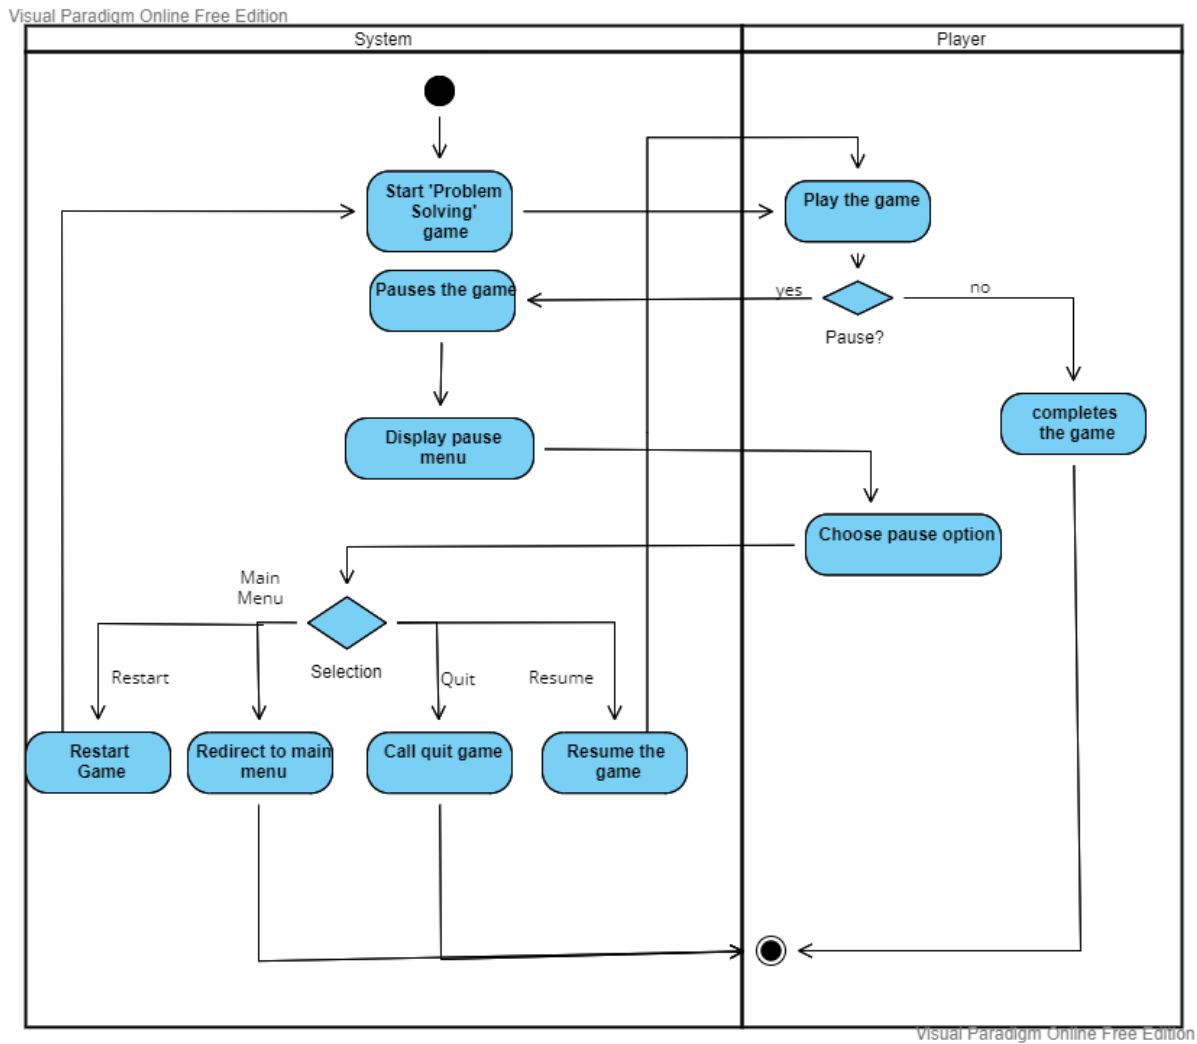 Visual Paradigm Online Free Edition
System
Player
Start 'Problem
Solving'
game
Play the game
Pauses the game
yes
no
Pause?
completes
the game
Display pause
menu
Choose pause option
Main
Menu
Selection
Restart
Quit
Resume
Restart
Game
Redirect to main
menu
Call quit game
Resume the
game
Visual Paradigm Online Free Edition